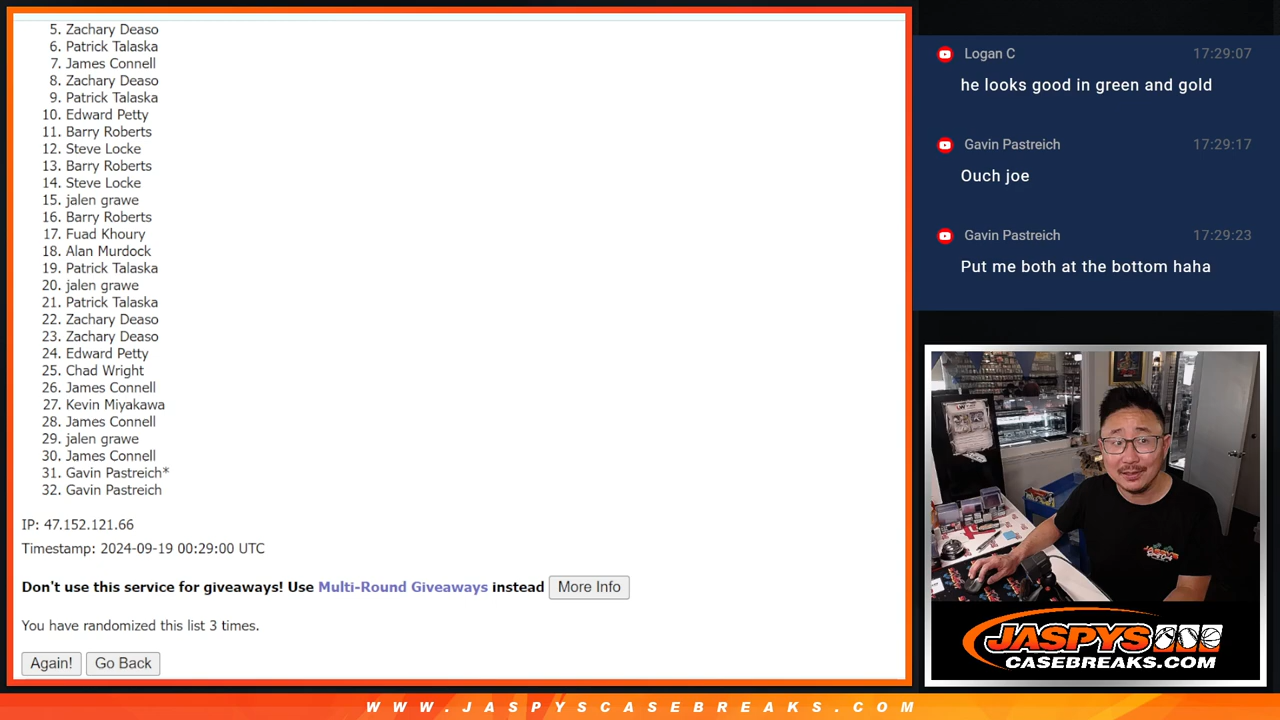 5. Zachary Deaso
6. Patrick Talaska
7. James Connell
8. Zachary Deaso
9. Patrick Talaska
10. Edward Petty
11. Barry Roberts
12. Steve Locke
13. Barry Roberts
14. Steve Locke
15. jalen grawe
16. Barry Roberts
17. Fuad Khoury
18. Alan Murdock
19. Patrick Talaska
20. jalen grawe
21. Patrick Talaska
22. Zachary Deaso
23. Zachary Deaso
24. Edward Petty
25. Chad Wright
26. James Connell
27. Kevin Miyakawa
28. James Connell
29. jalen grawe
30. James Connell
31. Gavin Pastreich*
32. Gavin Pastreich
IP: 47.152.121.66
Timestamp: 2024-09-19 00:29:00 UTC
Don't use this service for giveaways! Use Multi-Round Giveaways instead More Info
You have randomized this list 3 times.
Again! Go Back
Logan C 17:29:07
he looks good in green and gold
Gavin Pastreich 17:29:17
Ouch joe
Gavin Pastreich 17:29:23
Put me both at the bottom haha
JASPYS
CASEBREAKS.COM
WWW.JASPYSCASEBREAKS.COM